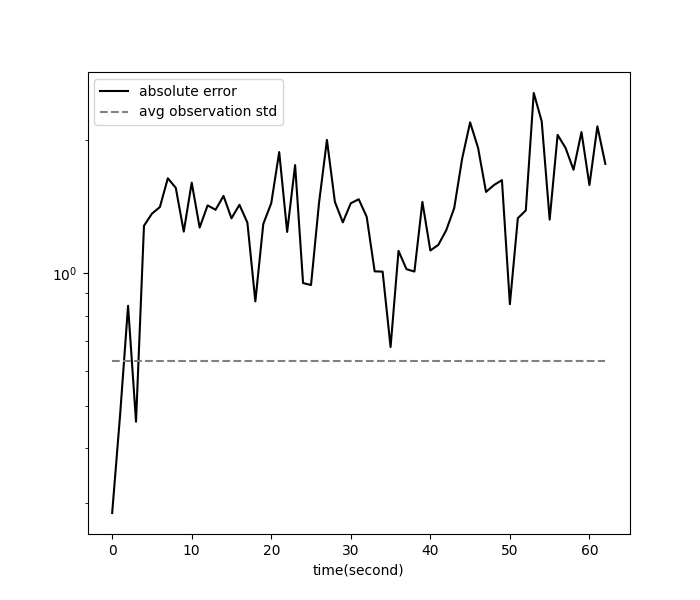 absolute error
avg observation std
10⁰
0 10 20 30 40 50 60
time(second)